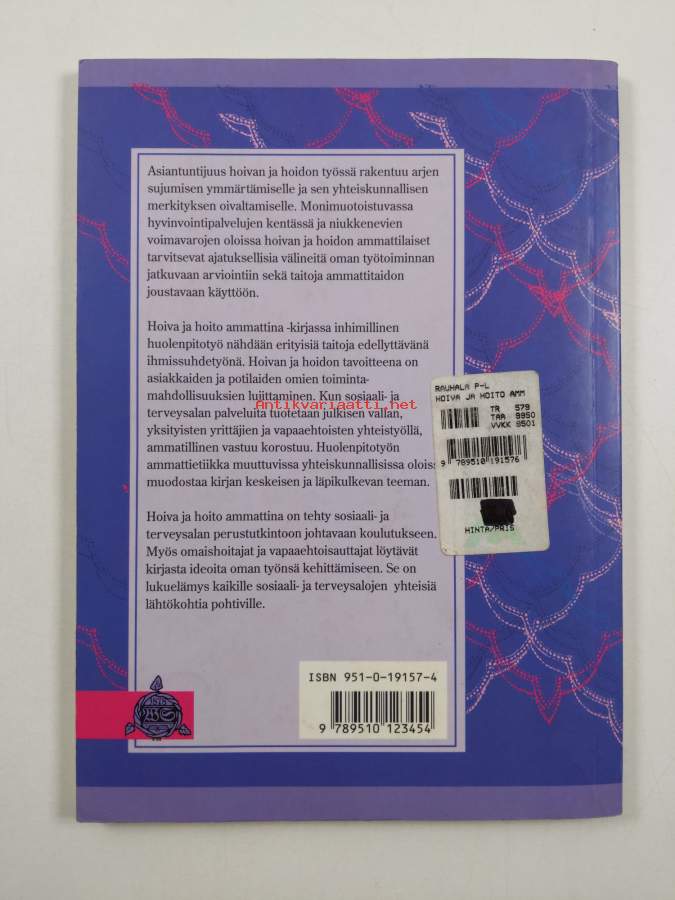 Asiantuntijuus hoivan ja hoidon työssä rakentuu arjen
sujumisen ymmärtämiselle ja sen yhteiskunnallisen
merkityksen oivaltamiselle. Monimuotoistuvassa
hyvinvointipalvelujen kentässä ja niukkenevien
voimavarojen oloissa hoivan ja hoidon ammattilaiset
tarvitsevat ajatuksellisia välineitä oman työtoiminnan
jatkuvaan arviointiin sekä taitoja ammattitaidon
joustavaan käyttöön.
Hoiva ja hoito ammattina -kirjassa inhimillinen
huolenpitotyö nähdään erityisiä taitoja edellyttävänä
ihmissuhdetyönä. Hoivan ja hoidon tavoitteena on
asiakkaiden ja potilaiden omien toiminta-
mahdollisuuksien lujittaminen. Kun sosiaali- ja
terveysalan palveluita tuotetaan julkisen vallan,
yksityisten yrittäjien ja vapaaehtoisten yhteistyöllä,
ammatillinen vastuu korostuu. Huolenpitotyön
ammattietiikka muuttuvissa yhteiskunnallisissa oloiss
muodostaa kirjan keskeisen ja läpikulkevan teeman.
Hoiva ja hoito ammattina on tehty sosiaali- ja
terveysalan perustutkintoon johtavaan koulutukseen.
Myös omaishoitajat ja vapaaehtoisauttajat löytävät
kirjasta ideoita oman työnsä kehittämiseen. Se on
lukuelämys kaikille sosiaali- ja terveysalojen yhteisiä
lähtökohtia pohtiville.
Antikvariaatti.net
RAUHALA P-L
HOIVA JA HOITO AMM
TR 579
TAA 9950
VVKK 9501
9 789510 191576
HINTA/PRIS
ISBN 951-0-19157-4
9 789510 123454